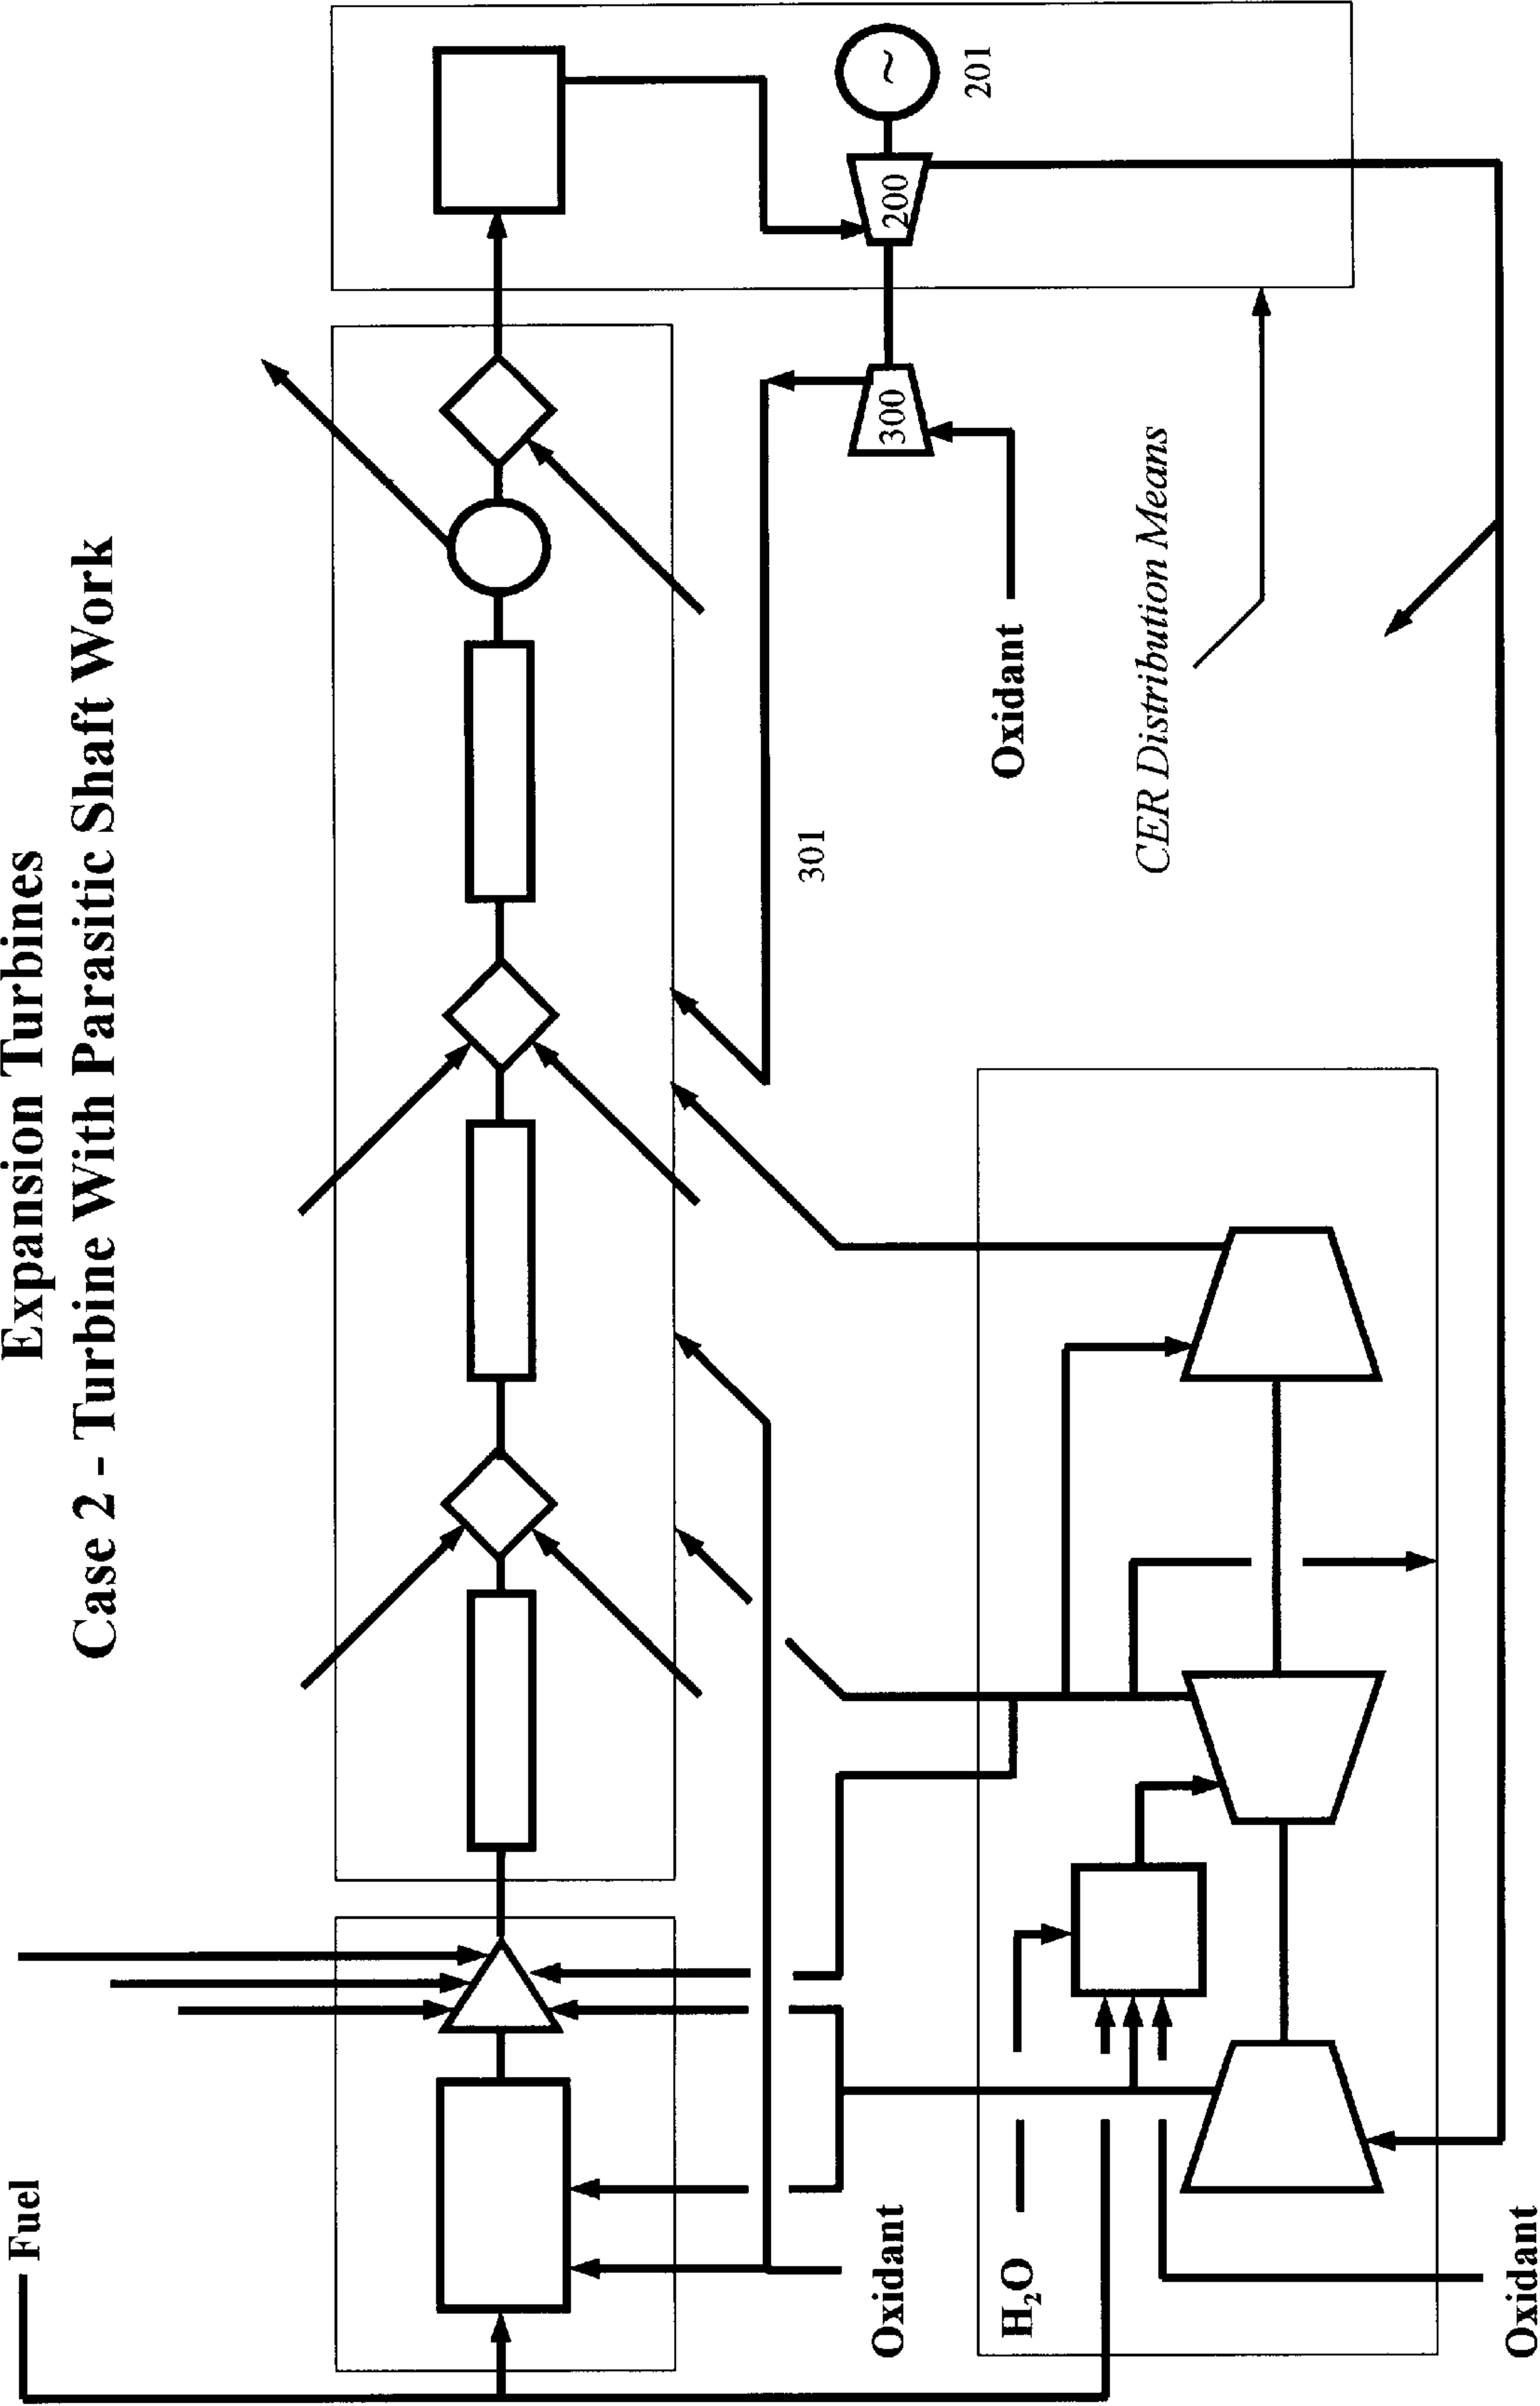 Expansion Turbines
Case 2 - Turbine With Parasitic Shaft Work
Fuel
~
201
200
300
301
Oxidant
CER Distribution Means
Oxidant
H₂O
Oxidant